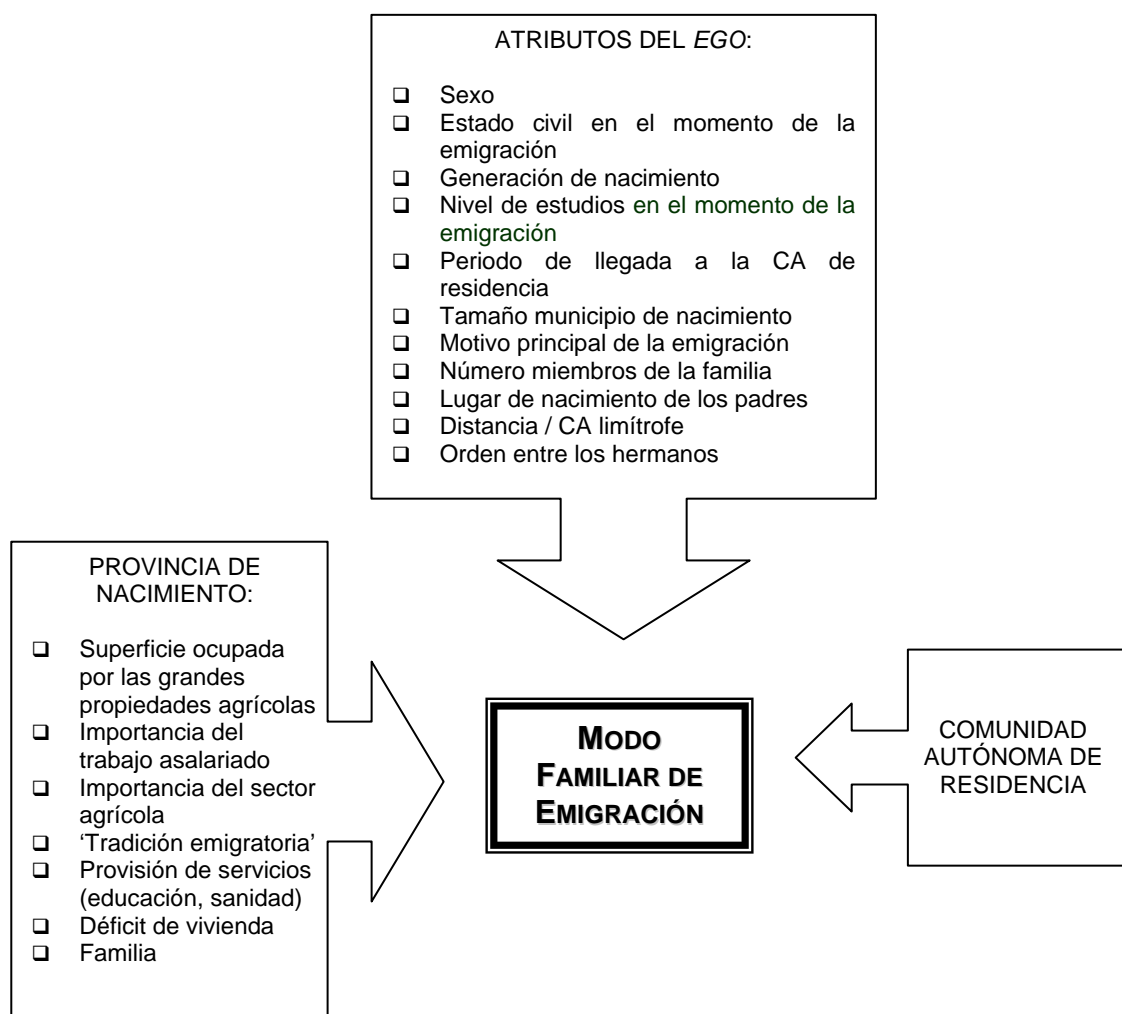 ATRIBUTOS DEL EGO:
❑ Sexo
❑ Estado civil en el momento de la
emigración
❑ Generación de nacimiento
❑ Nivel de estudios en el momento de la
emigración
❑ Periodo de llegada a la CA de
residencia
❑ Tamaño municipio de nacimiento
❑ Motivo principal de la emigración
❑ Número miembros de la familia
❑ Lugar de nacimiento de los padres
❑ Distancia / CA limítrofe
❑ Orden entre los hermanos
PROVINCIA DE
NACIMIENTO:
❑ Superficie ocupada
por las grandes
propiedades agrícolas
❑ Importancia del
trabajo asalariado
❑ Importancia del sector
agrícola
❑ ‘Tradición emigratoria’
❑ Provisión de servicios
(educación, sanidad)
❑ Déficit de vivienda
❑ Familia
MODO
FAMILIAR DE
EMIGRACIÓN
COMUNIDAD
AUTÓNOMA DE
RESIDENCIA